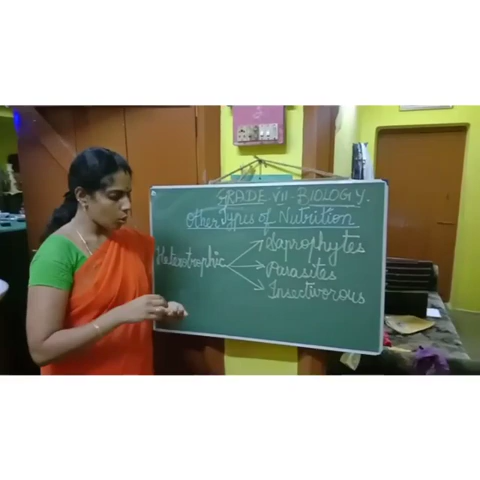 GRADE.VII-BIOLOGY.
Other Types of Nutrition
Heterotrophic
Saprophytes
Parasites
Insectivorous